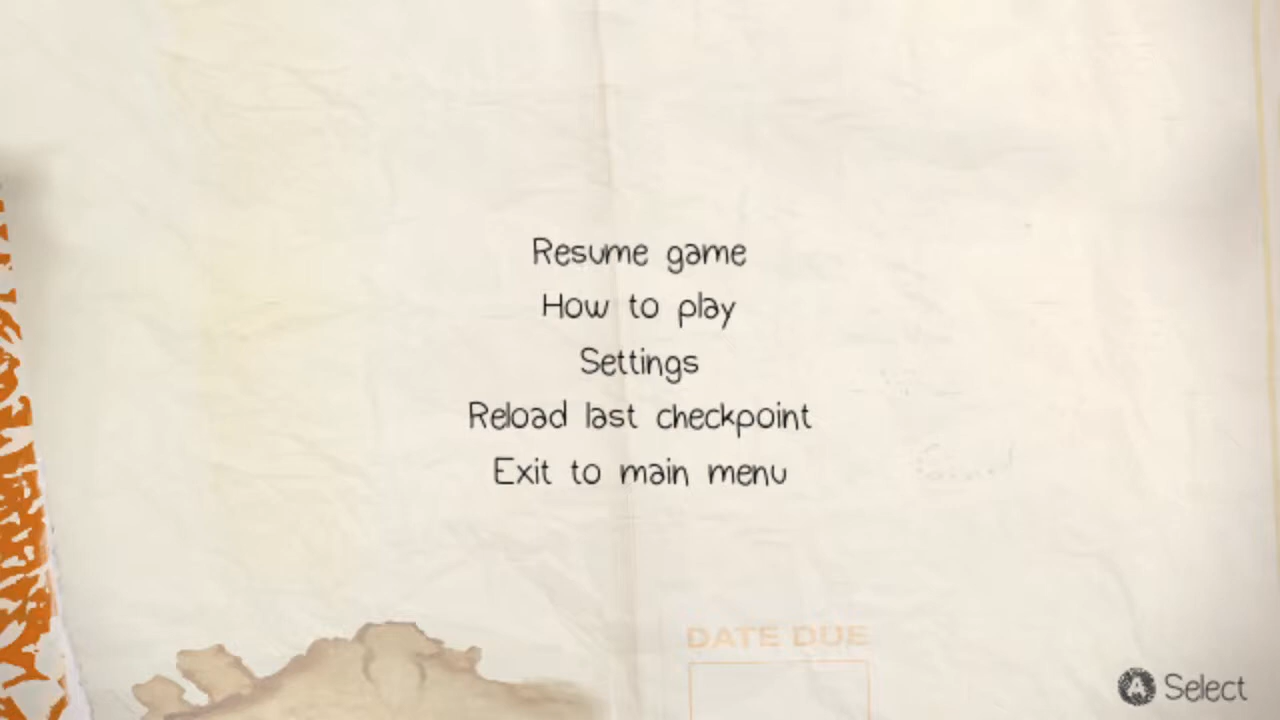 Resume game
How to play
Settings
Reload last checkpoint
Exit to main menu
DATE DUE
A Select